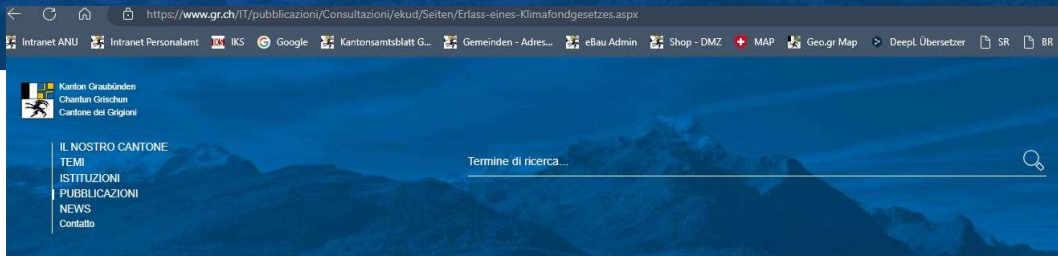 https://www.gr.ch/IT/pubblicazioni/Consultazioni/ekud/Seiten/Erlass-eines-Klimafondgesetzes.aspx
Intranet ANU Intranet Personalamt IKS IKS Google Kantonsamtsblatt G... Gemeinden - Adres... eBau Admin Shop - DMZ MAP Geo.gr Map DeepL Übersetzer SR BR
Kanton Graubünden
Chantun Grischun
Cantone dei Grigioni
IL NOSTRO CANTONE
TEMI
Termine di ricerca...
ISTITUZIONI
PUBBLICAZIONI
NEWS
Contatto